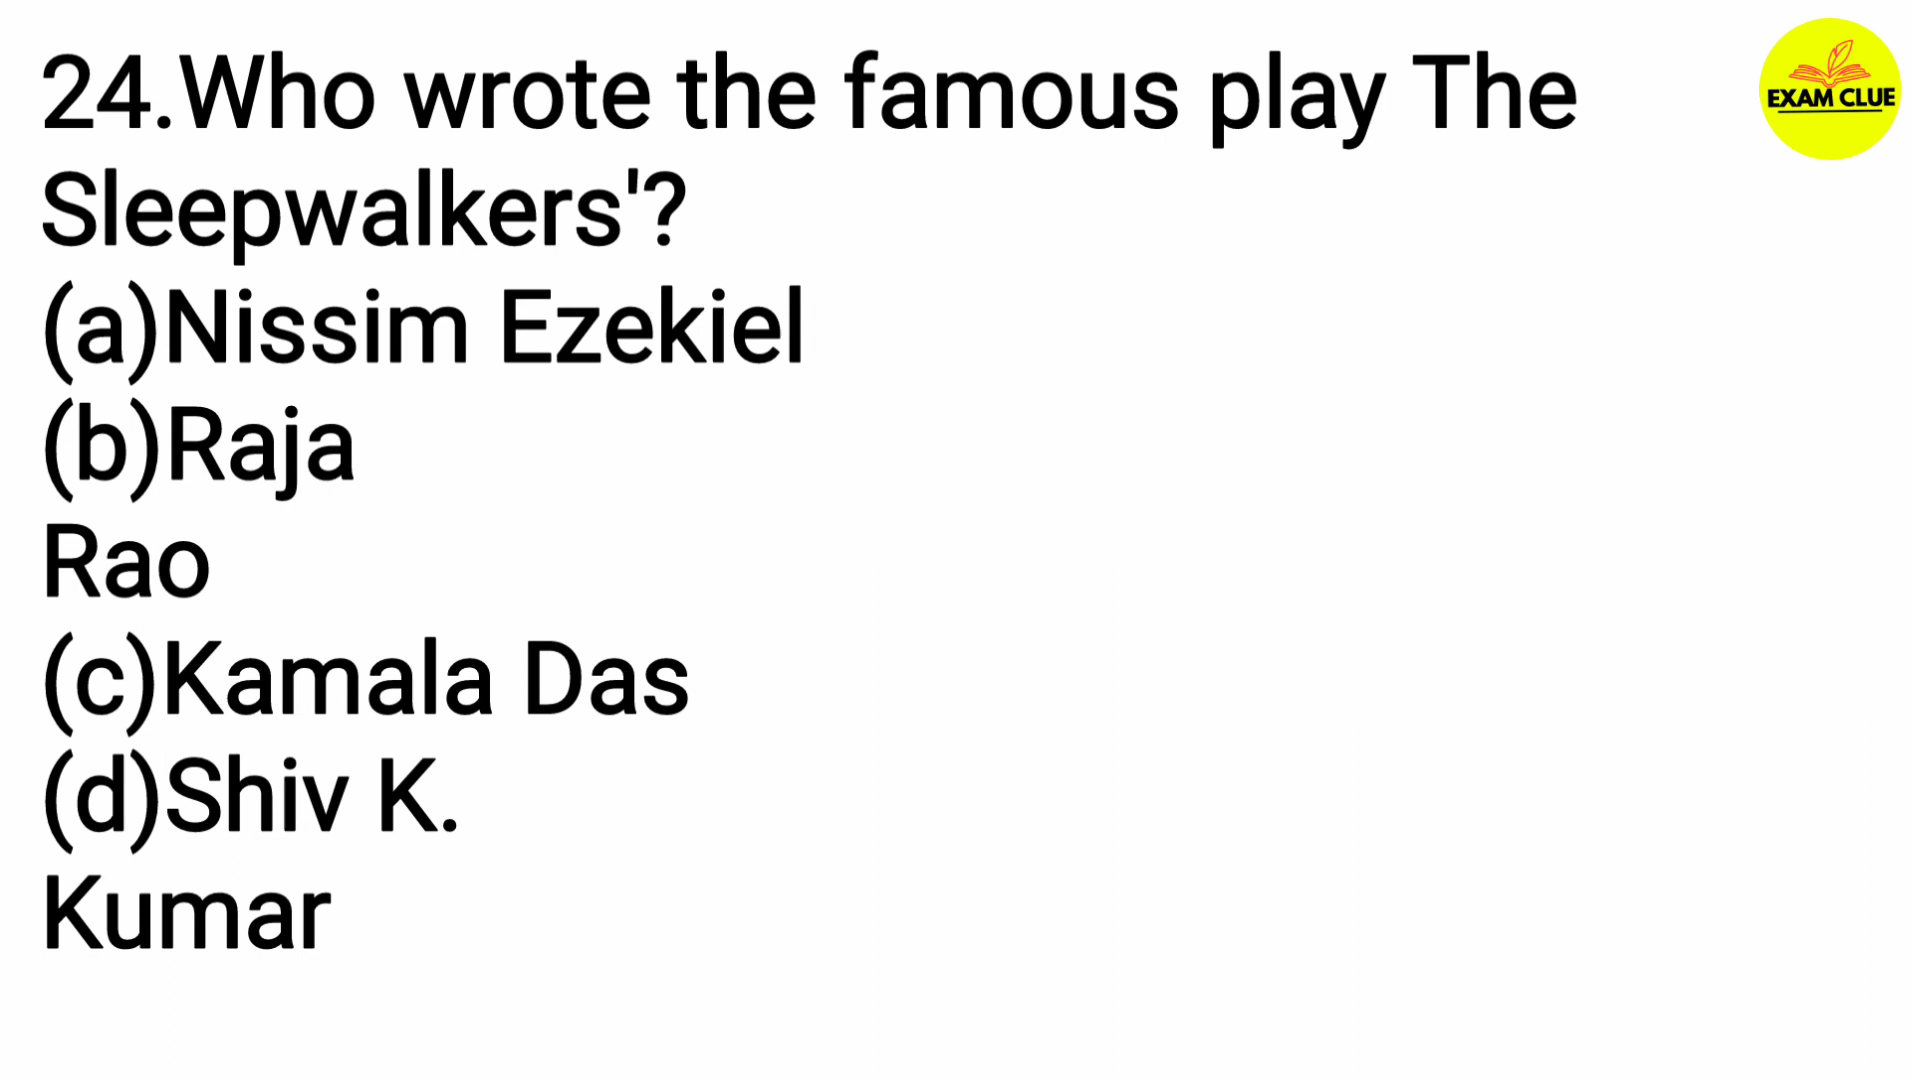 24.Who wrote the famous play The
Sleepwalkers'?
(a)Nissim Ezekiel
(b)Raja
Rao
(c)Kamala Das
(d)Shiv K.
Kumar
EXAM CLUE